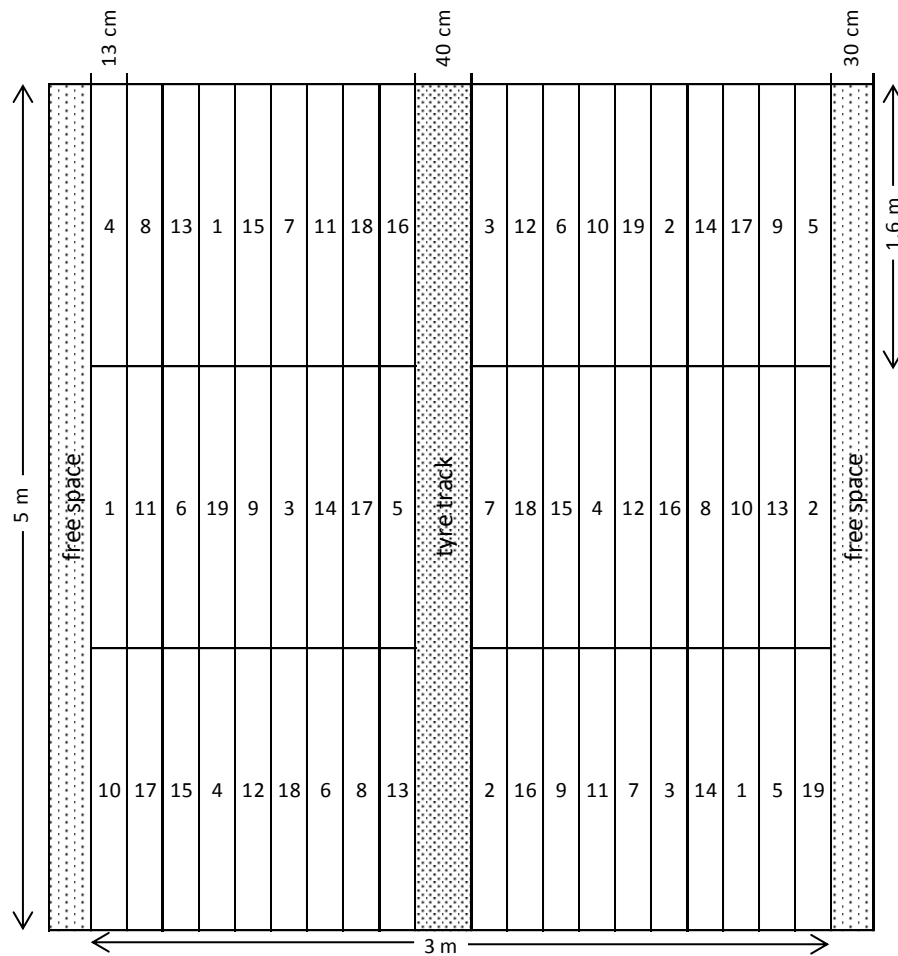 13 cm
40 cm
30 cm
4 8 13 1 15 7 11 18 16 3 12 6 10 19 2 14 17 9 5
1.6 m
5 m
free space
1 11 6 19 9 3 14 17 5
tyre track
7 18 15 4 12 16 8 10 13 2
free space
10 17 15 4 12 18 6 8 13 2 16 9 11 7 3 14 1 5 19
3 m